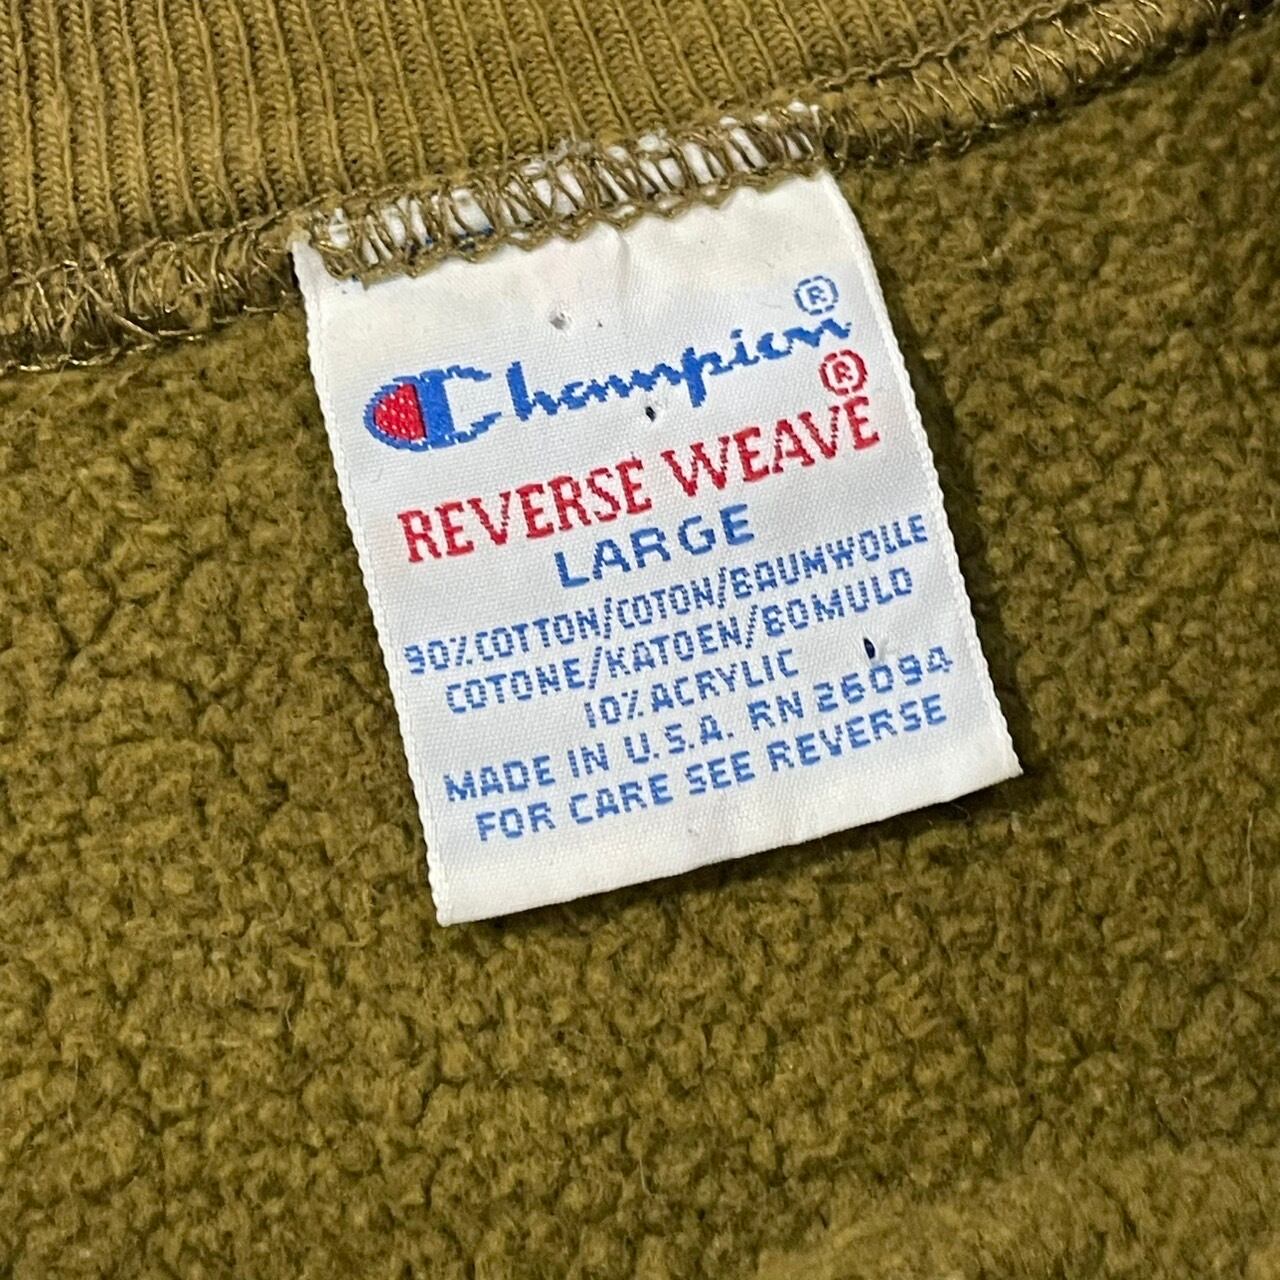 Champion®
REVERSE WEAVE®
LARGE
90%COTTON/COTON/BAUMWOLLE
COTONE/KATOEN/BOMULD
10% ACRYLIC
MADE IN U.S.A. RN 26094
FOR CARE SEE REVERSE